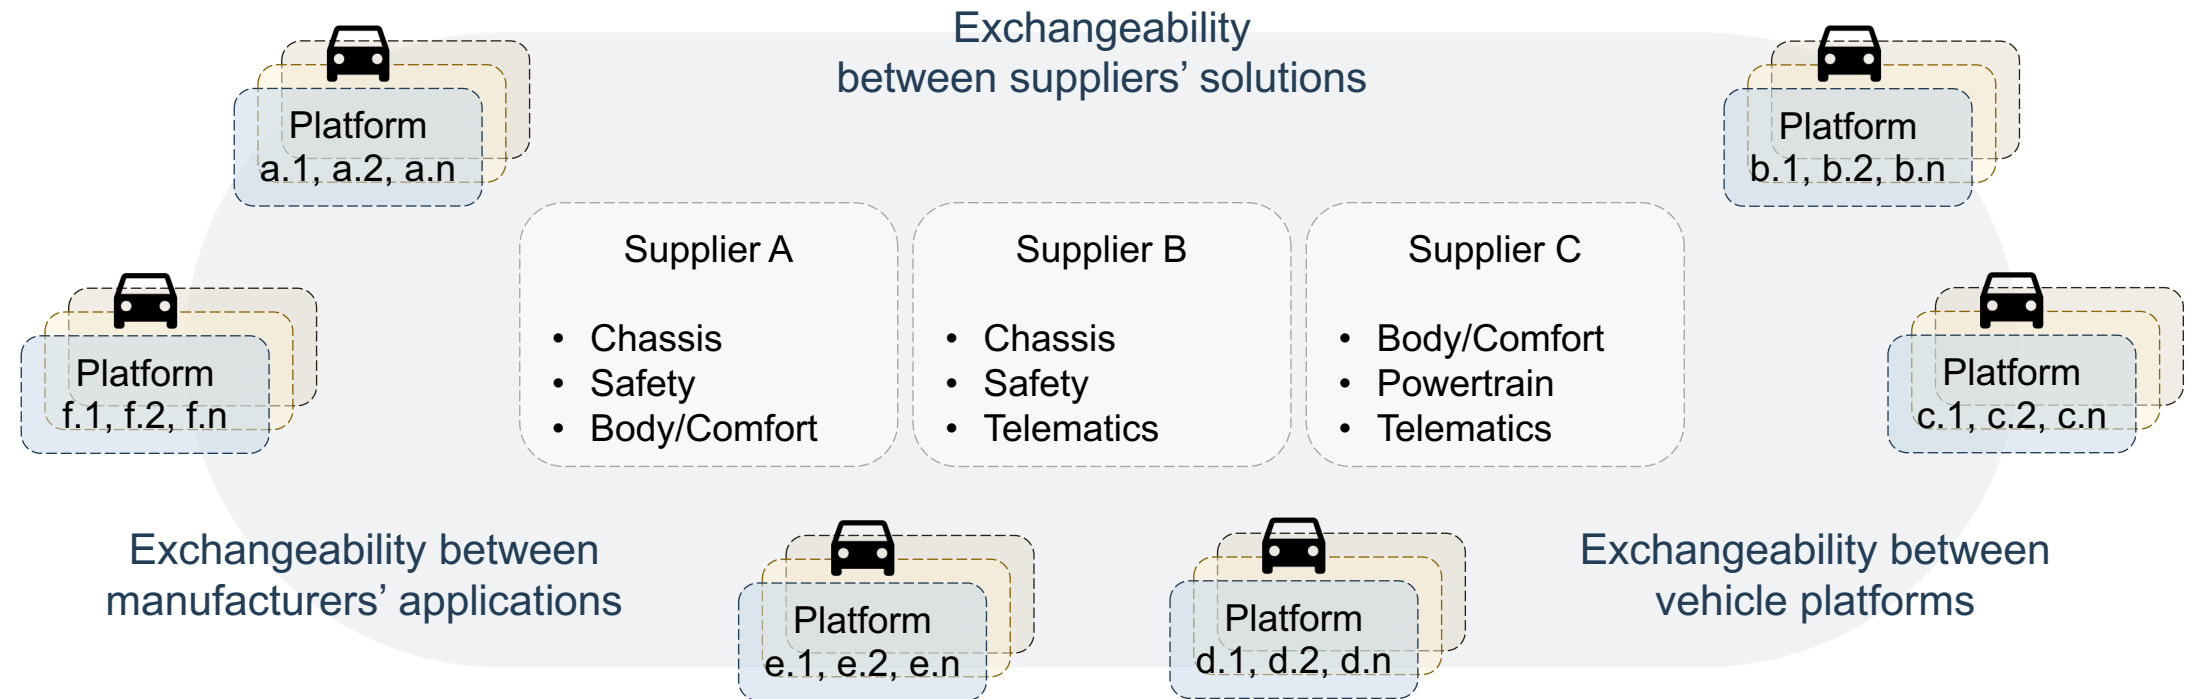 Exchangeability
between suppliers’ solutions
Platform
a.1, a.2, a.n
Platform
b.1, b.2, b.n
Supplier A
• Chassis
• Safety
• Body/Comfort
Supplier B
• Chassis
• Safety
• Telematics
Supplier C
• Body/Comfort
• Powertrain
• Telematics
Platform
f.1, f.2, f.n
Platform
c.1, c.2, c.n
Exchangeability between
manufacturers’ applications
Platform
e.1, e.2, e.n
Platform
d.1, d.2, d.n
Exchangeability between
vehicle platforms